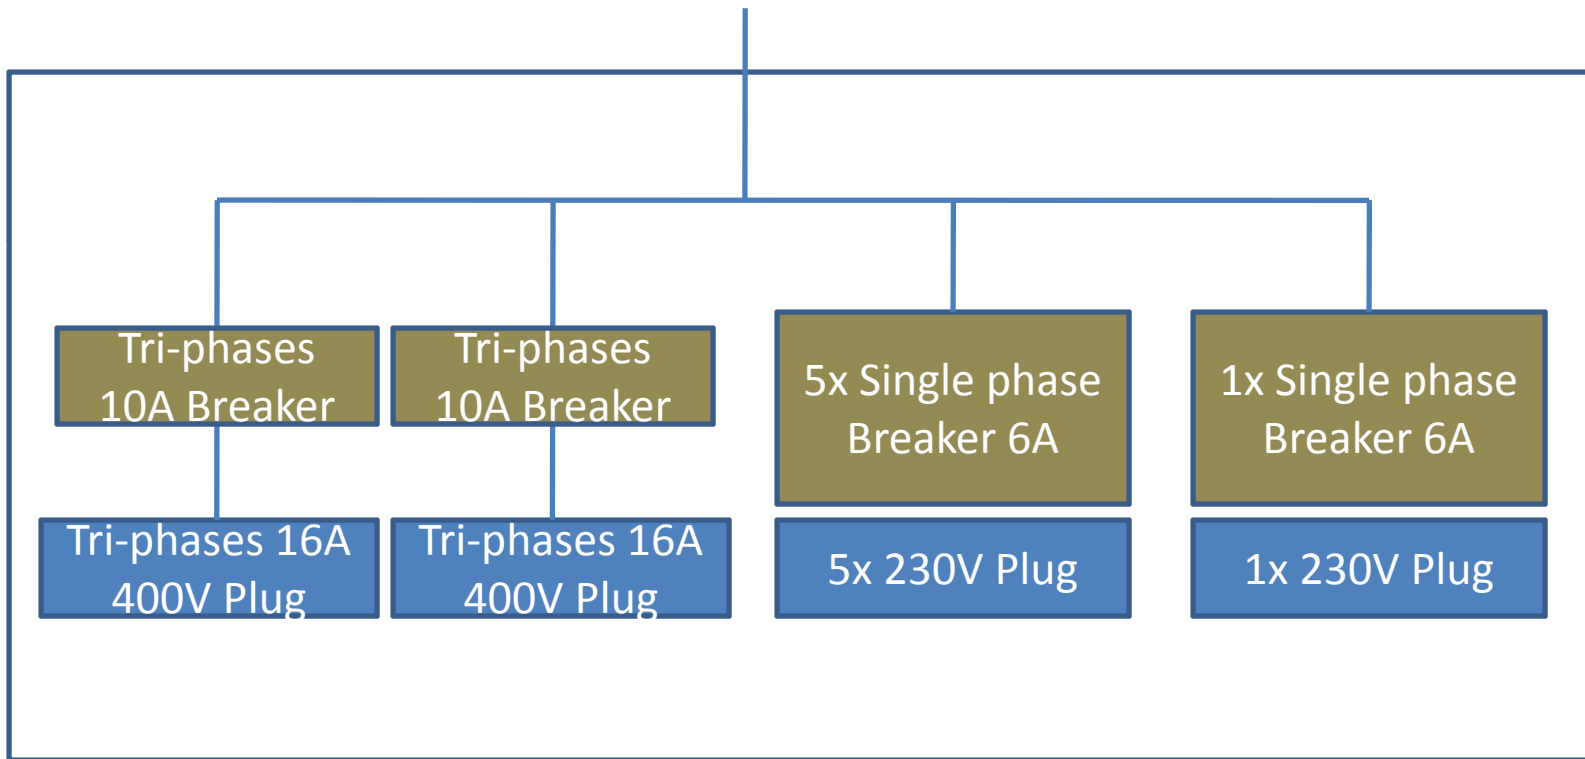 Tri-phases
10A Breaker
Tri-phases
10A Breaker
5x Single phase
Breaker 6A
1x Single phase
Breaker 6A
Tri-phases 16A
400V Plug
Tri-phases 16A
400V Plug
5x 230V Plug
1x 230V Plug